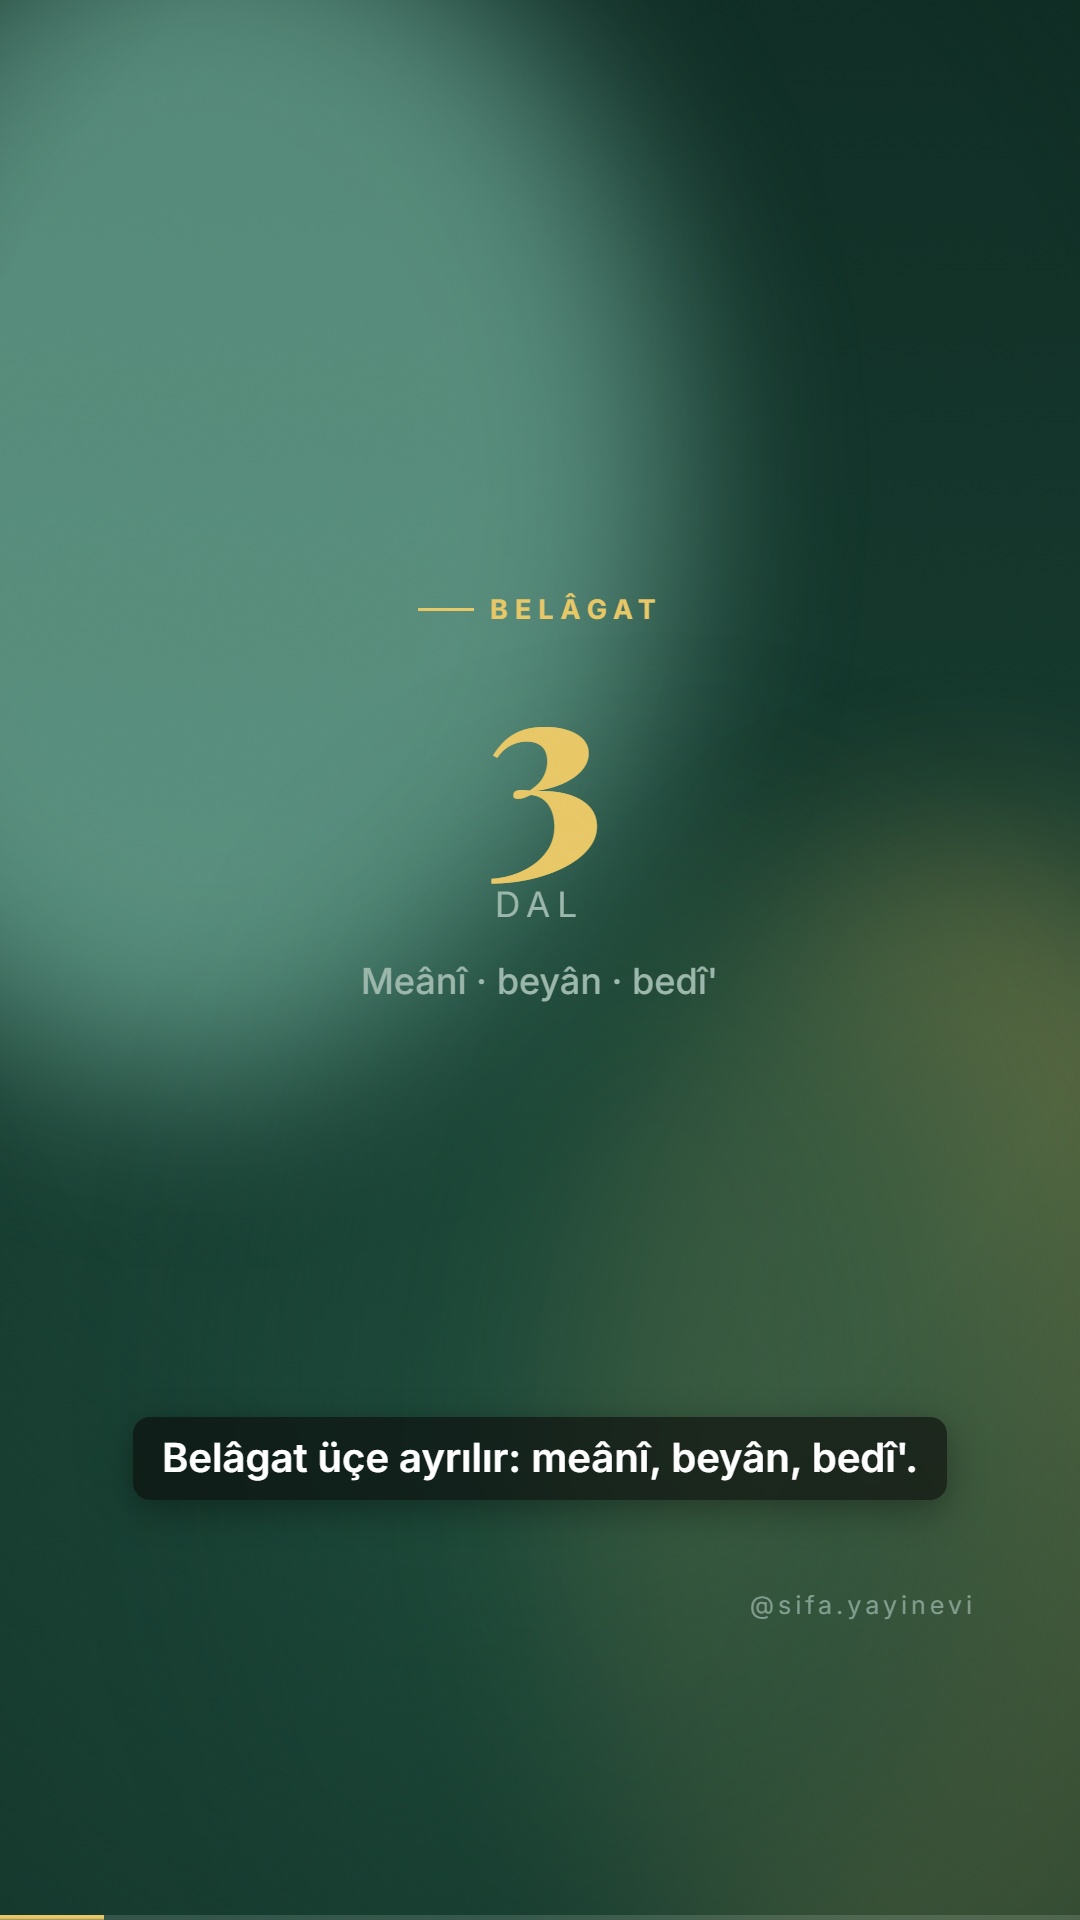 BELÂGAT
3
DAL
Meânî · beyân · bedî'
Belâgat üçe ayrılır: meânî, beyân, bedî'.
@sifa.yayinevi